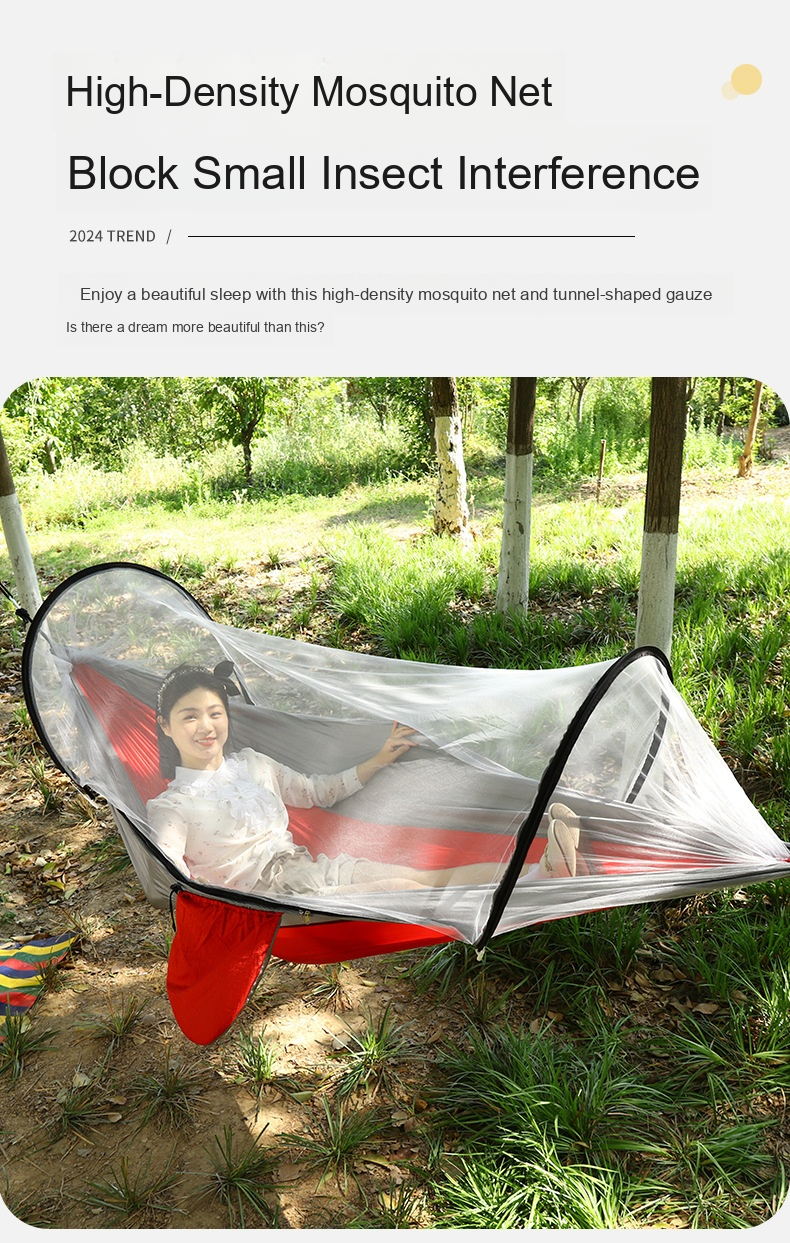 High-Density Mosquito Net
Block Small Insect Interference
2024 TREND /
Enjoy a beautiful sleep with this high-density mosquito net and tunnel-shaped gauze
Is there a dream more beautiful than this?